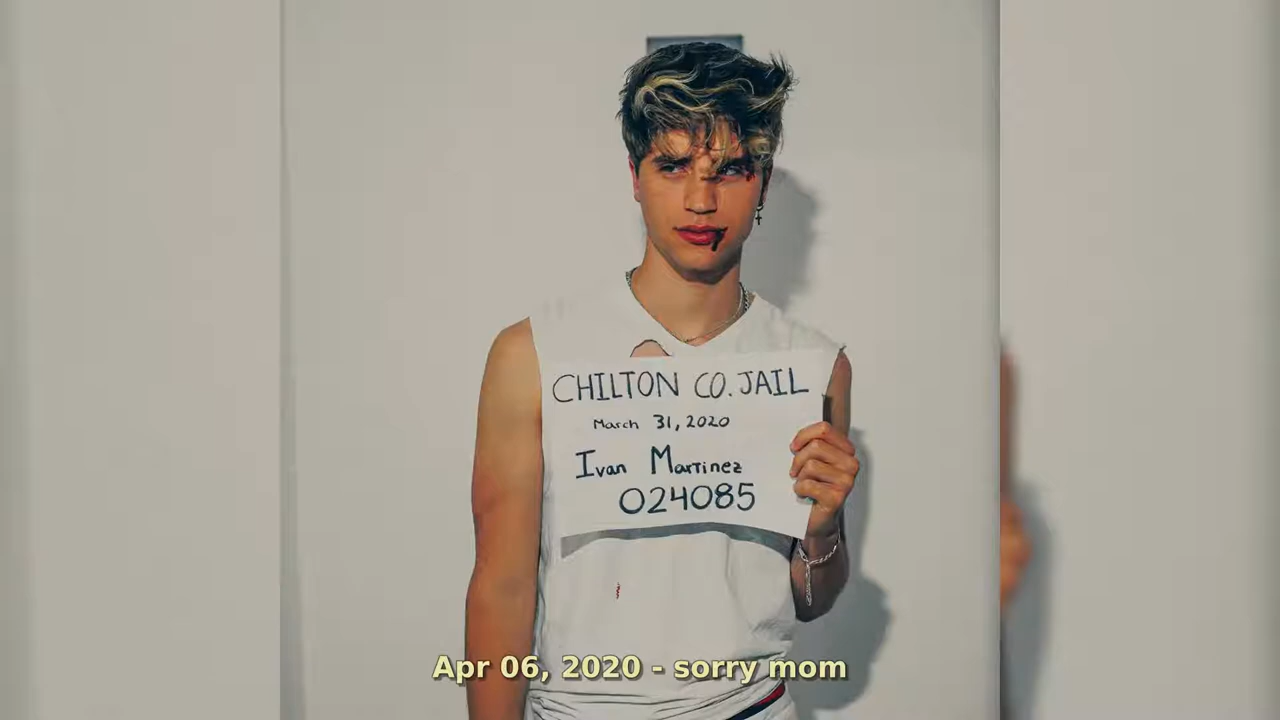 CHILTON CO. JAIL
March 31, 2020
Ivan Martinez
024085
Apr 06, 2020 - sorry mom